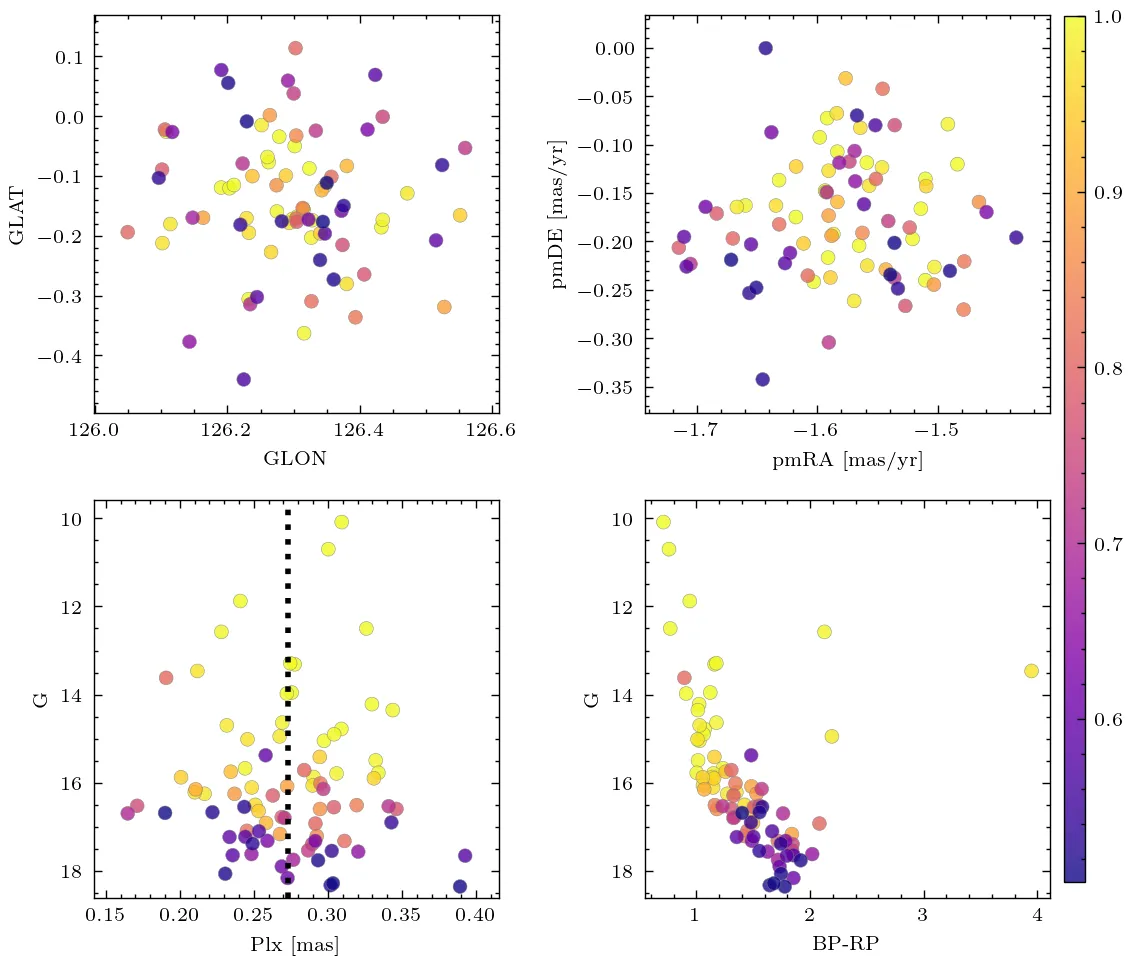 0.1
0.0
−0.1
−0.2
−0.3
−0.4
GLAT
126.0 126.2 126.4 126.6
GLON
0.00
−0.05
−0.10
−0.15
−0.20
−0.25
−0.30
−0.35
pmDE [mas/yr]
−1.7 −1.6 −1.5
pmRA [mas/yr]
1.0
0.9
0.8
0.7
0.6
10
12
14
16
18
G
0.15 0.20 0.25 0.30 0.35 0.40
Plx [mas]
10
12
14
16
18
G
1 2 3 4
BP-RP